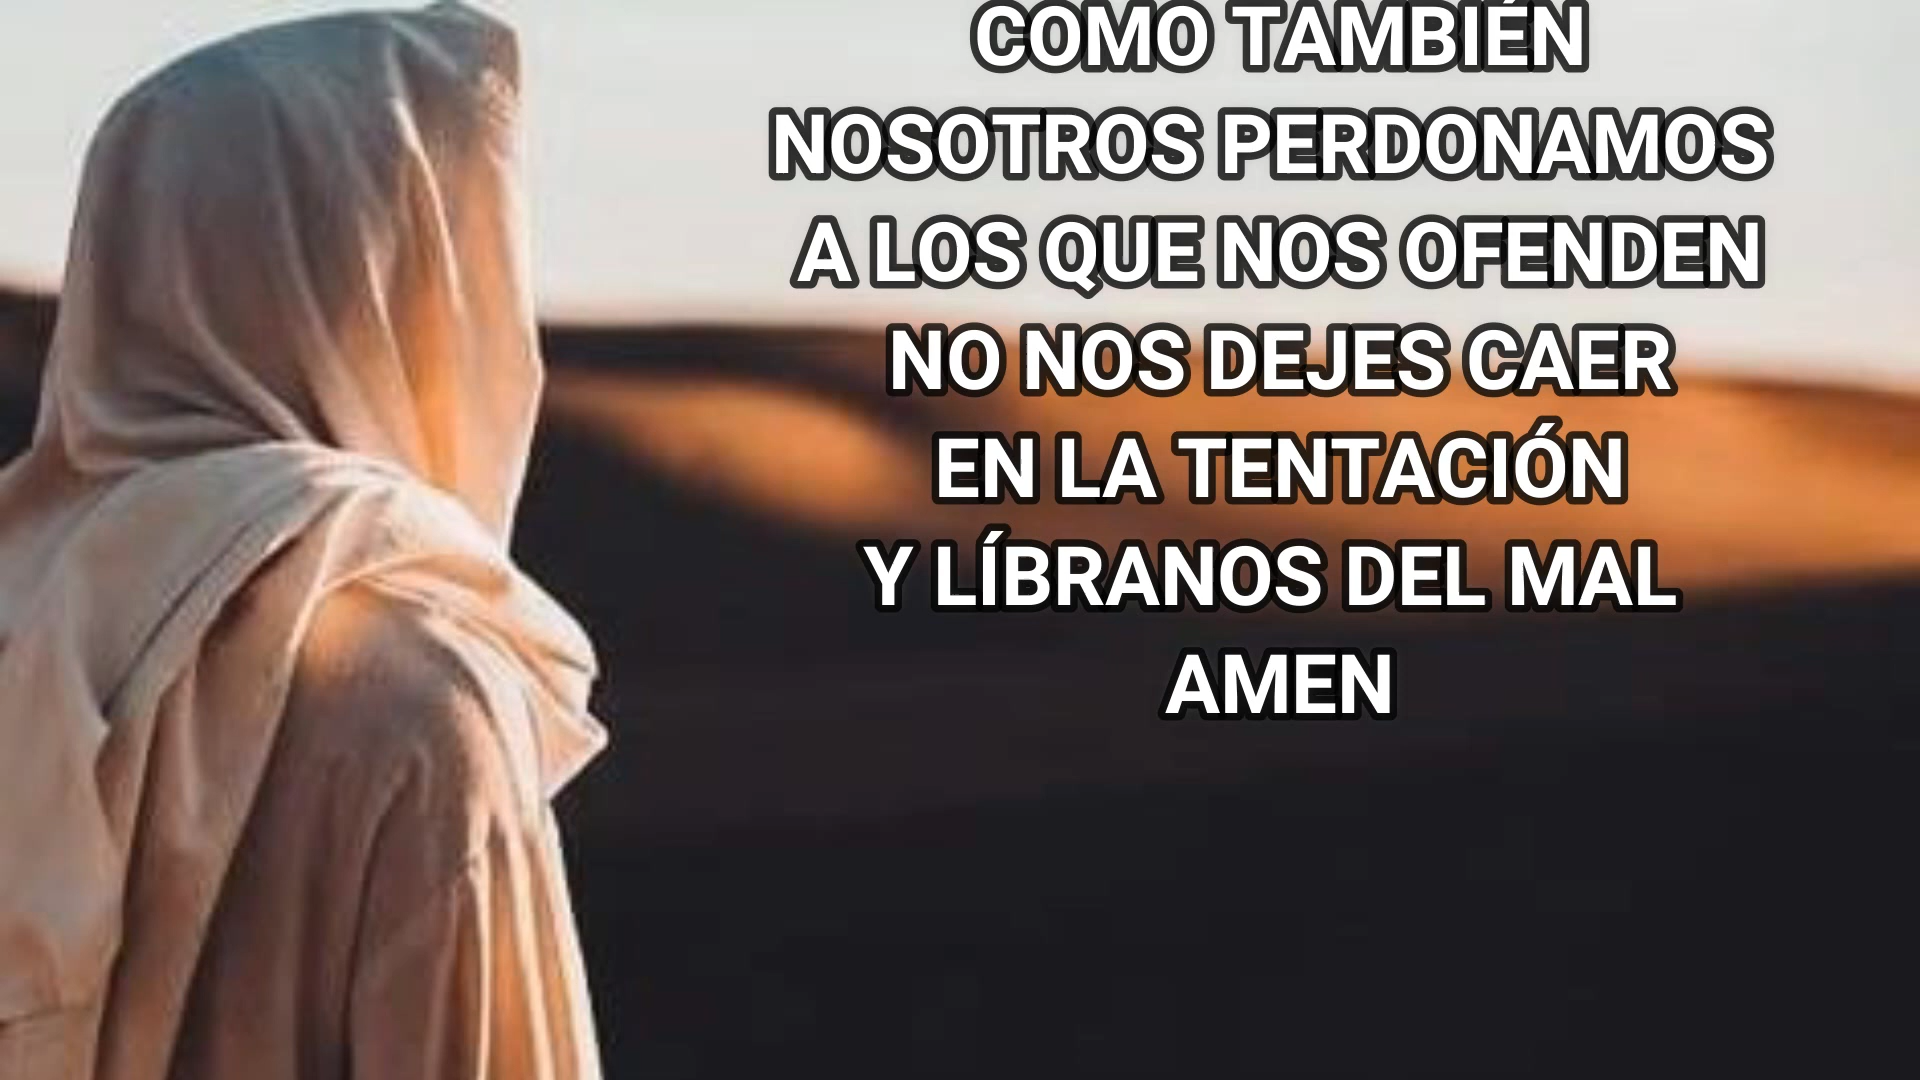 COMO TAMBIÉN
NOSOTROS PERDONAMOS
A LOS QUE NOS OFENDEN
NO NOS DEJES CAER
EN LA TENTACIÓN
Y LÍBRANOS DEL MAL
AMEN